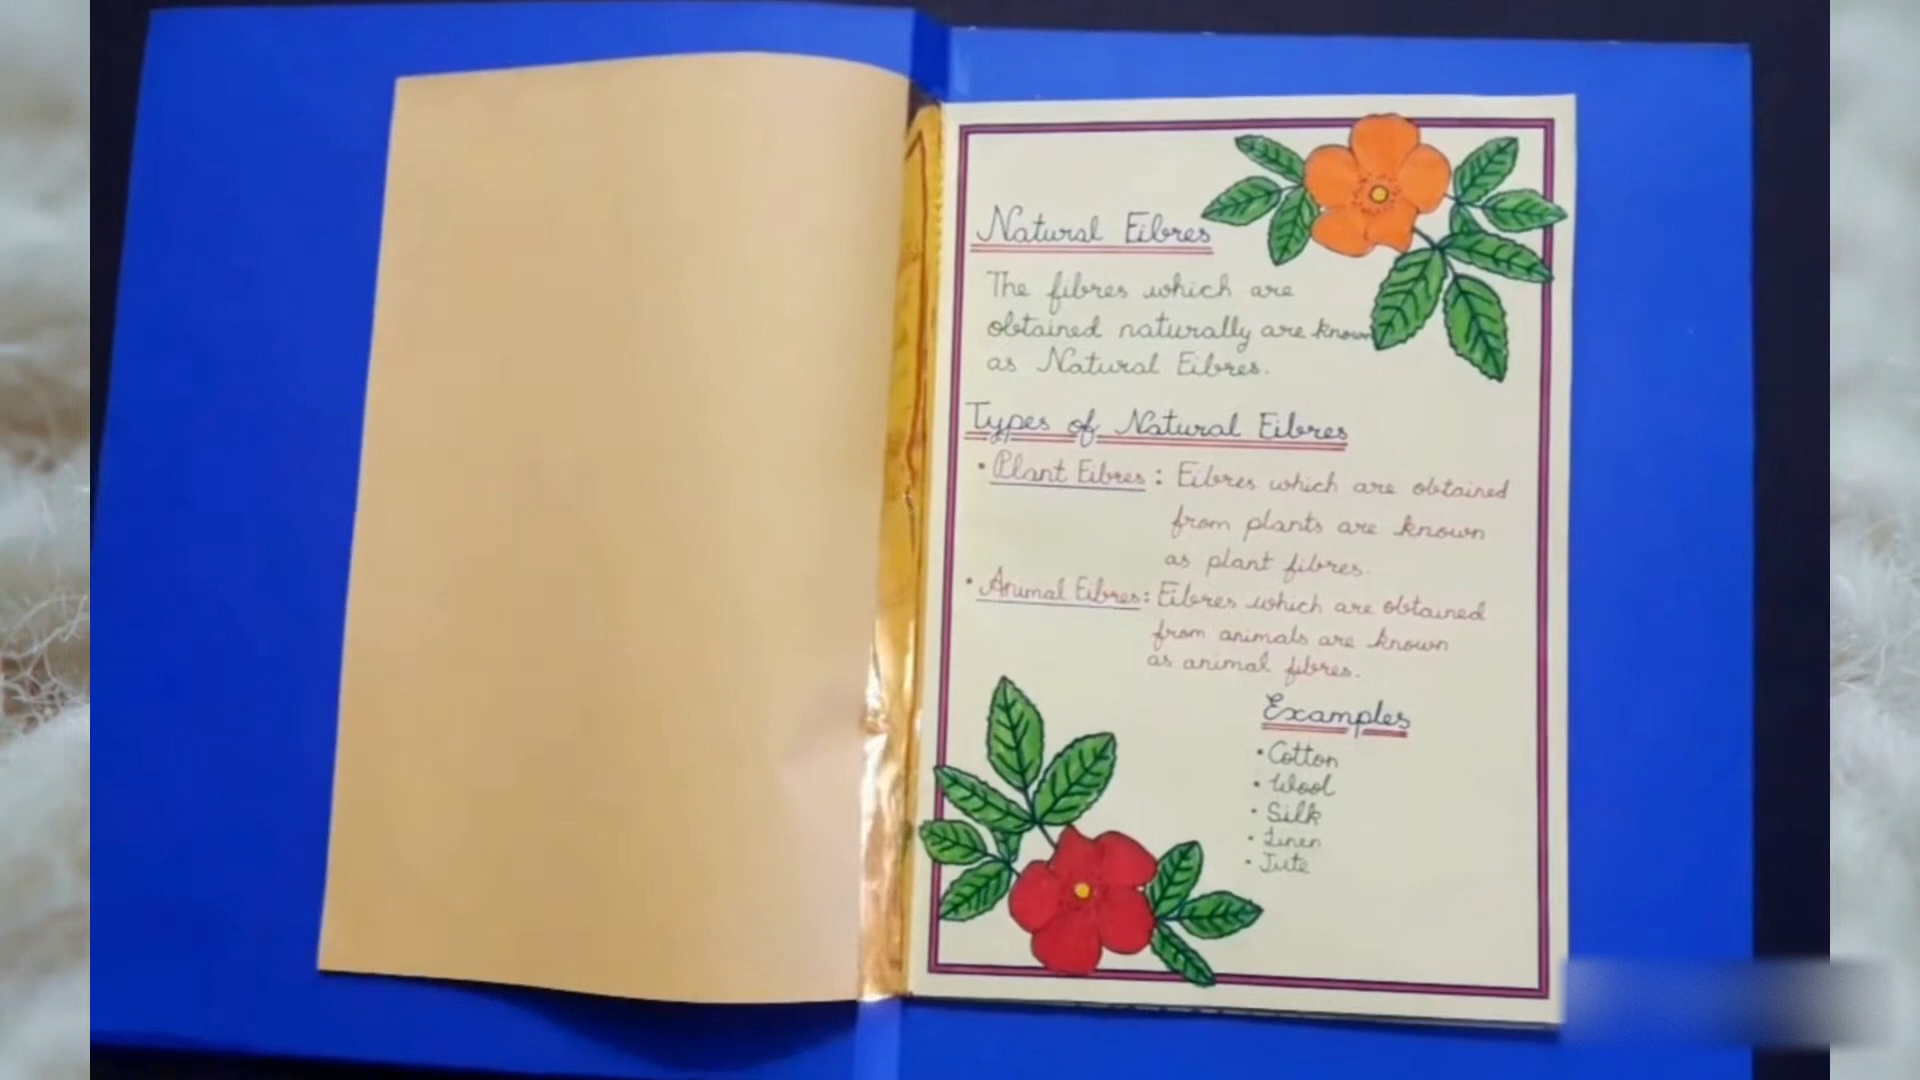 Natural Fibres
The fibres which are
obtained naturally are known
as Natural Fibres.
Types of Natural Fibres
• Plant Fibres : Fibres which are obtained
from plants are known
as plant fibres.
• Animal Fibres : Fibres which are obtained
from animals are known
as animal fibres.
Examples
• Cotton
• Wool
• Silk
• Linen
• Jute